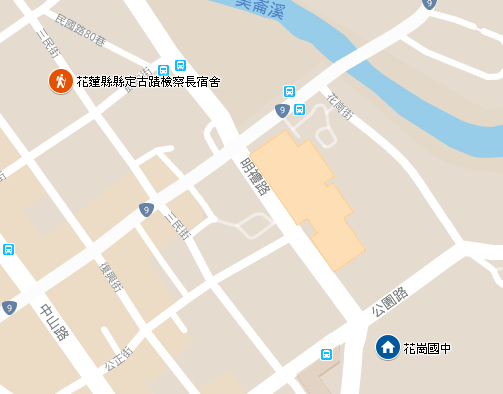 美崙溪
9
民國路80巷
三民街
花蓮縣縣定古蹟檢察長宿舍
花崗街
9
明禮路
9
三民街
復興街
9
中山路
公園路
公正街
花崗國中